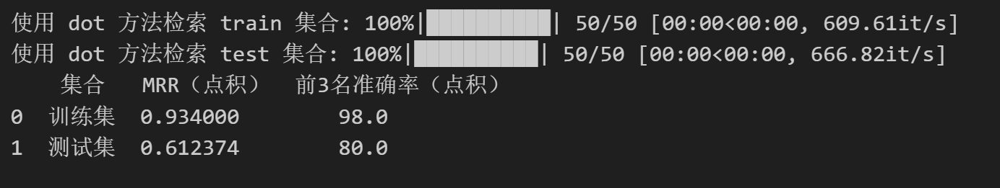 使用 dot 方法检索 train 集合: 100%|██████████| 50/50 [00:00<00:00, 609.61it/s]
使用 dot 方法检索 test 集合: 100%|██████████| 50/50 [00:00<00:00, 666.82it/s]
集合 MRR（点积） 前3名准确率（点积）
0 训练集 0.934000 98.0
1 测试集 0.612374 80.0